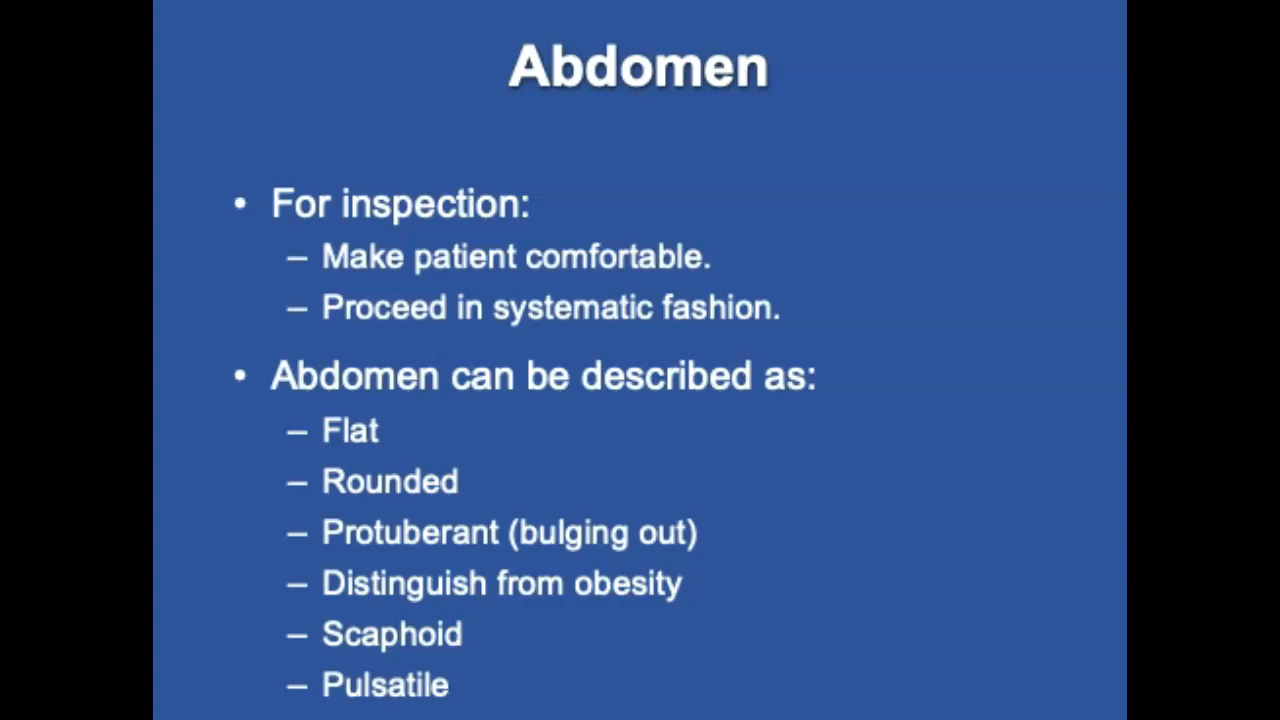 Abdomen
• For inspection:
– Make patient comfortable.
– Proceed in systematic fashion.
• Abdomen can be described as:
– Flat
– Rounded
– Protuberant (bulging out)
– Distinguish from obesity
– Scaphoid
– Pulsatile